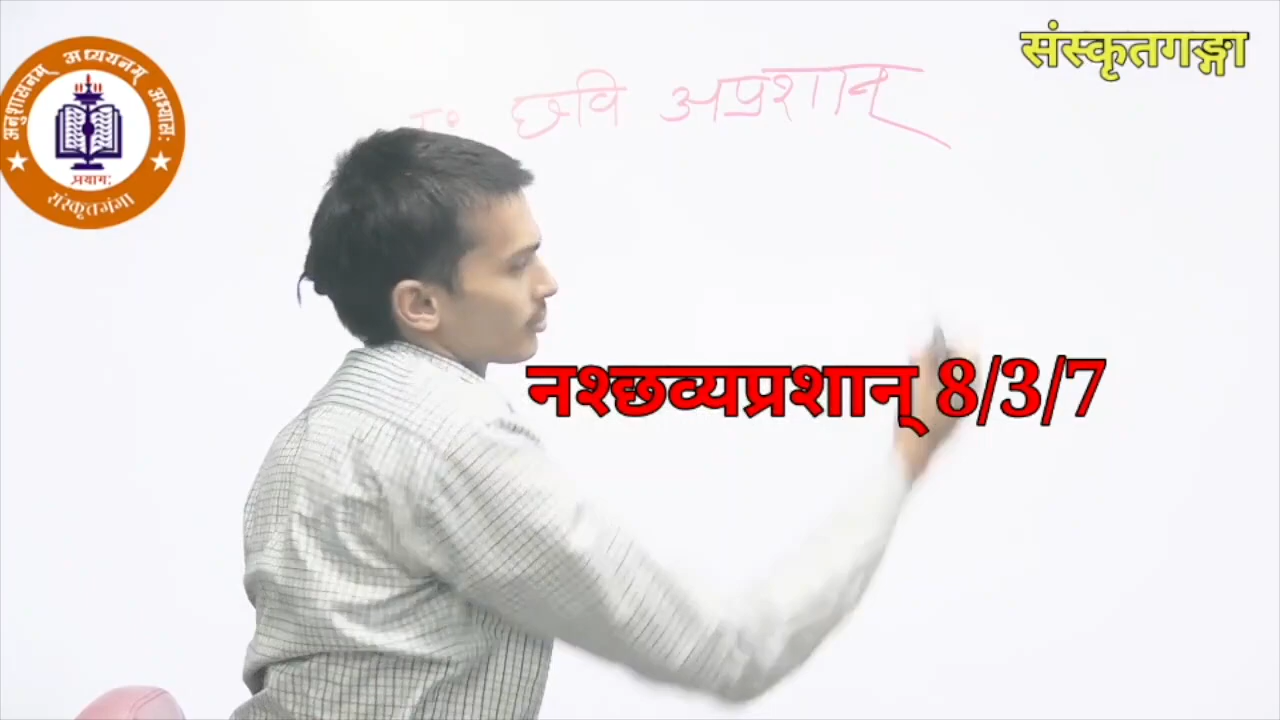 संस्कृतगङ्गा
अनुशासनम् अध्ययनम् अभ्यासः
प्रयागः
संस्कृतगंगा
छवि अप्रशान्
नश्छव्यप्रशान् 8/3/7